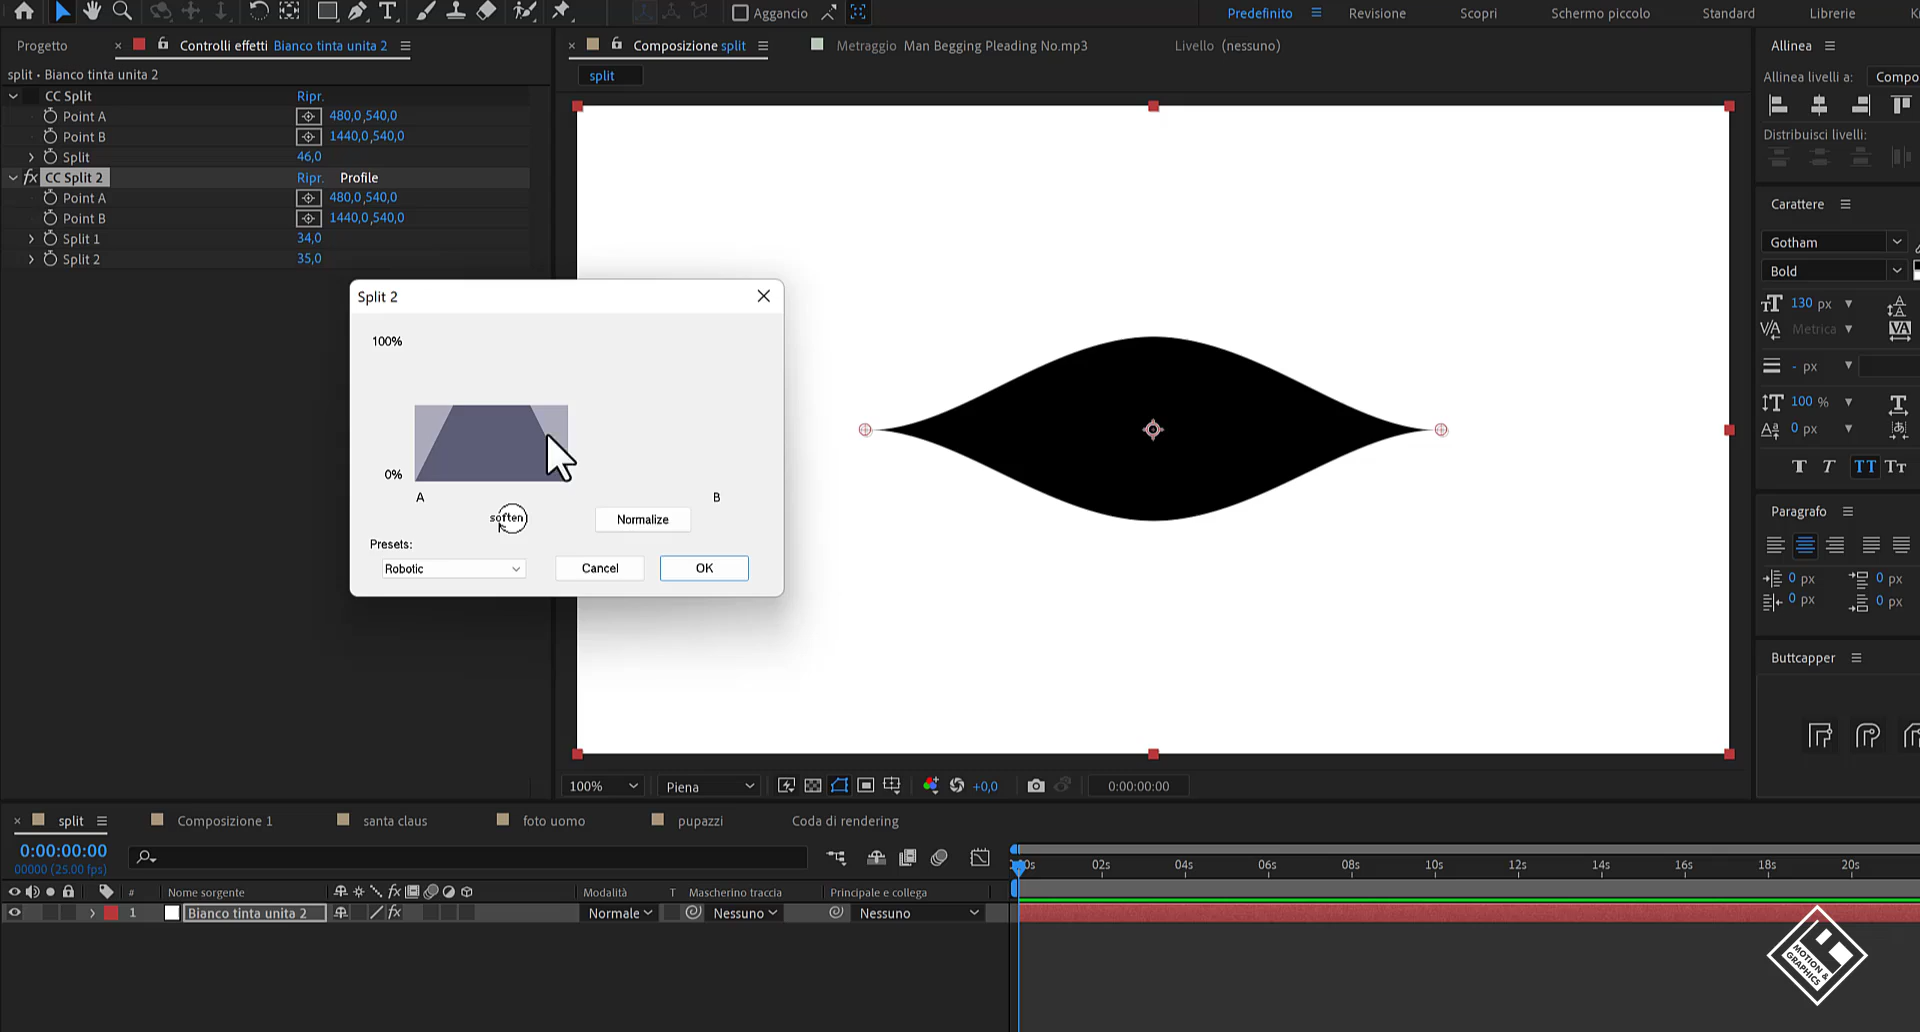 Aggancio
Predefinito
Revisione
Scopri
Schermo piccolo
Standard
Librerie
Progetto
Controlli effetti Bianco tinta unita 2
Composizione split
Metraggio Man Begging Pleading No.mp3
Livello (nessuno)
Allinea
split • Bianco tinta unita 2
split
Allinea livelli a:
Compo
CC Split Ripr.
Point A 480,0,540,0
Point B 1440,0,540,0
Split 46,0
fx CC Split 2 Ripr. Profile
Point A 480,0,540,0
Point B 1440,0,540,0
Split 1 34,0
Split 2 35,0
Distribuisci livelli:
Carattere
Gotham
Bold
130 px
Metrica
- px
100 %
0 px
T T TT Tr
Paragrafo
0 px 0 px
0 px 0 px
Buttcapper
Split 2
100%
0%
A B
soften
Normalize
Presets:
Robotic
Cancel
OK
100%
Piena
+0,0
0:00:00:00
split
Composizione 1
santa claus
foto uomo
pupazzi
Coda di rendering
0:00:00:00
00000 (25.00 fps)
02s 04s 06s 08s 10s 12s 14s 16s 18s 20s
# Nome sorgente fx Modalità T Mascherino traccia Principale e collega
1 Bianco tinta unita 2 fx Normale Nessuno Nessuno
MOTION &
GRAPHICS